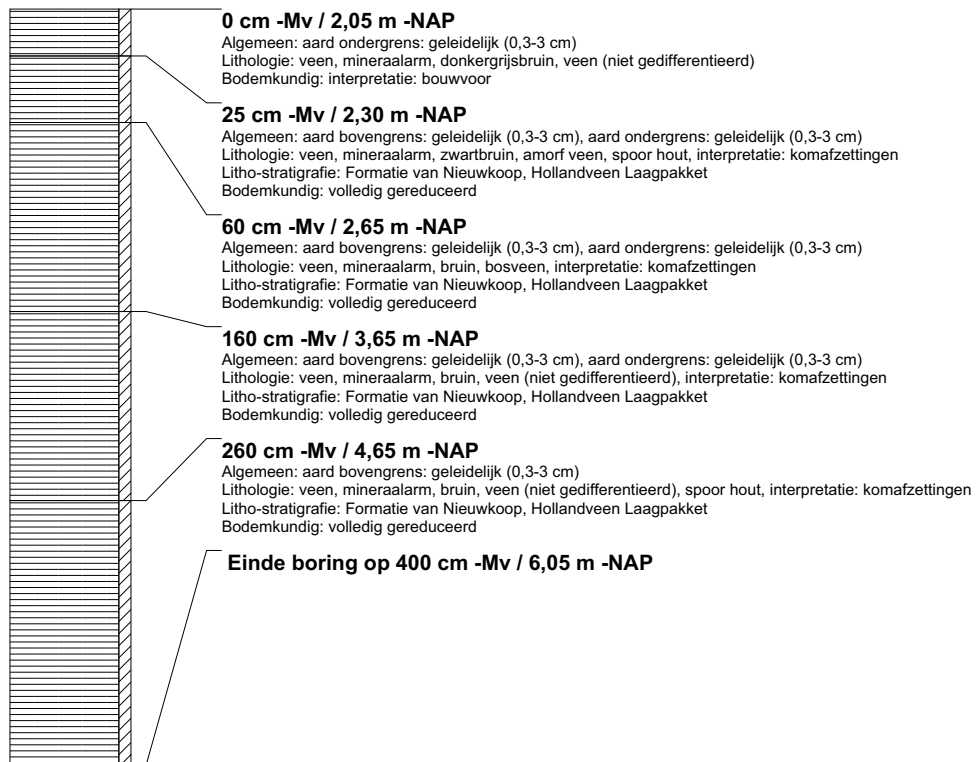 0 cm -Mv / 2,05 m -NAP
Algemeen: aard ondergrens: geleidelijk (0,3-3 cm)
Lithologie: veen, mineraalarm, donkergrijsbruin, veen (niet gedifferentieerd)
Bodemkundig: interpretatie: bouwvoor
25 cm -Mv / 2,30 m -NAP
Algemeen: aard bovengrens: geleidelijk (0,3-3 cm), aard ondergrens: geleidelijk (0,3-3 cm)
Lithologie: veen, mineraalarm, zwartbruin, amorf veen, spoor hout, interpretatie: komafzettingen
Litho-stratigrafie: Formatie van Nieuwkoop, Hollandveen Laagpakket
Bodemkundig: volledig gereduceerd
60 cm -Mv / 2,65 m -NAP
Algemeen: aard bovengrens: geleidelijk (0,3-3 cm), aard ondergrens: geleidelijk (0,3-3 cm)
Lithologie: veen, mineraalarm, bruin, bosveen, interpretatie: komafzettingen
Litho-stratigrafie: Formatie van Nieuwkoop, Hollandveen Laagpakket
Bodemkundig: volledig gereduceerd
160 cm -Mv / 3,65 m -NAP
Algemeen: aard bovengrens: geleidelijk (0,3-3 cm), aard ondergrens: geleidelijk (0,3-3 cm)
Lithologie: veen, mineraalarm, bruin, veen (niet gedifferentieerd), interpretatie: komafzettingen
Litho-stratigrafie: Formatie van Nieuwkoop, Hollandveen Laagpakket
Bodemkundig: volledig gereduceerd
260 cm -Mv / 4,65 m -NAP
Algemeen: aard bovengrens: geleidelijk (0,3-3 cm)
Lithologie: veen, mineraalarm, bruin, veen (niet gedifferentieerd), spoor hout, interpretatie: komafzettingen
Litho-stratigrafie: Formatie van Nieuwkoop, Hollandveen Laagpakket
Bodemkundig: volledig gereduceerd
Einde boring op 400 cm -Mv / 6,05 m -NAP